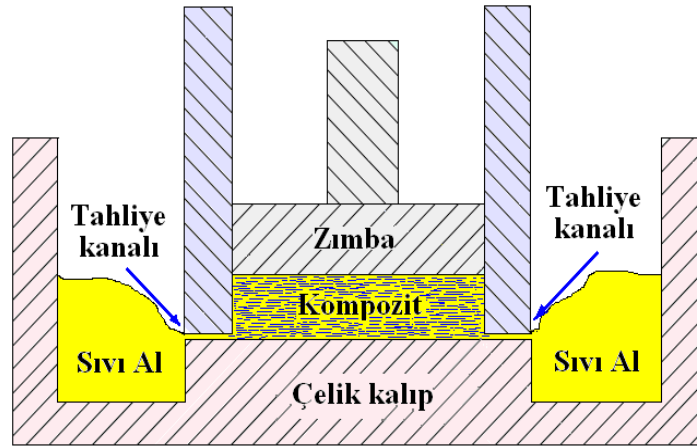 Tahliye
kanalı
Tahliye
kanalı
Zımba
Kompozit
Sıvı Al
Sıvı Al
Çelik kalıp